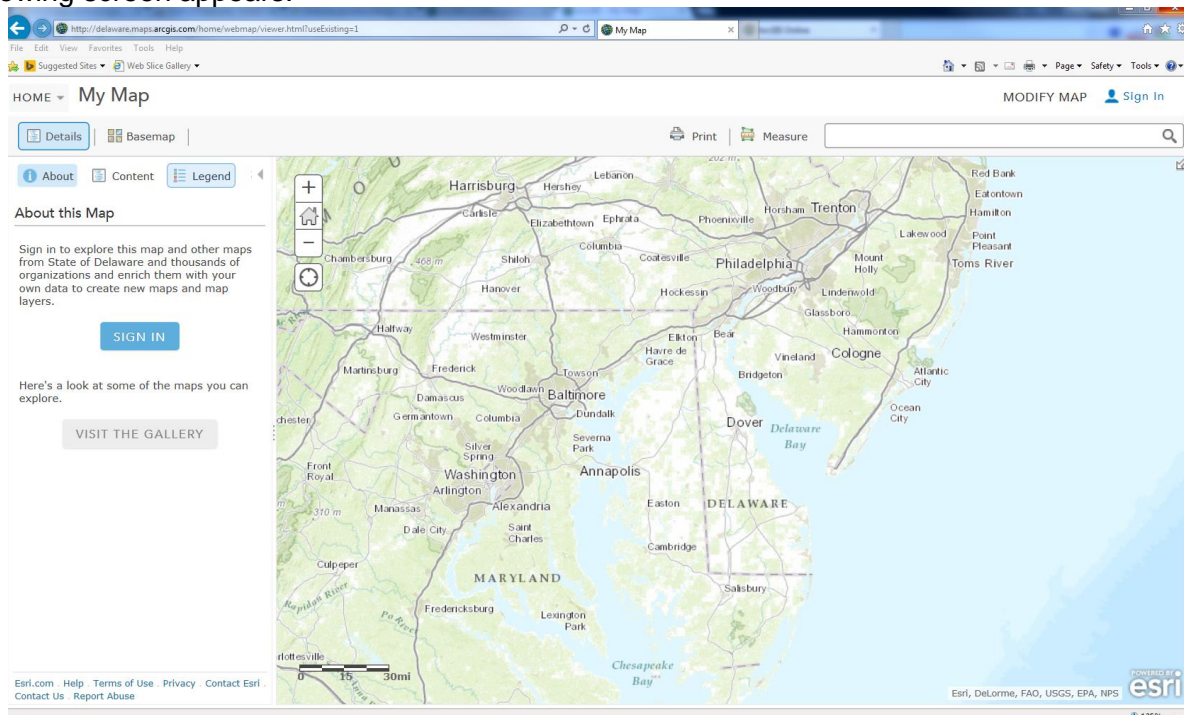 owing screen appears.
http://delaware.maps.arcgis.com/home/webmap/viewer.html?useExisting=1
My Map
File Edit View Favorites Tools Help
Suggested Sites Web Slice Gallery
Page Safety Tools
HOME My Map
MODIFY MAP Sign In
Details Basemap
Print Measure
About Content Legend
About this Map
Sign in to explore this map and other maps
from State of Delaware and thousands of
organizations and enrich them with your
own data to create new maps and map
layers.
SIGN IN
Here's a look at some of the maps you can
explore.
VISIT THE GALLERY
Esri.com Help Terms of Use Privacy Contact Esri
Contact Us Report Abuse
Lebanon
Red Bank
Harrisburg Hershey
Eatontown
Carlisle
Horsham Trenton
Hamilton
Elizabethtown Ephrata
Phoenixville
Lakewood
Point
Pleasant
Columbia
Chambersburg 468 m Shiloh
Coatesville Philadelphia
Mount
Holly
Toms River
Hanover
Hockessin
Woodbury Lindenwold
Glassboro
Halfway
Westminster
Elkton Bear
Hammonton
Havre de
Grace
Vineland Cologne
Martinsburg Frederick
Towson
Bridgeton
Atlantic
City
Woodlawn Baltimore
Damascus
Germantown Columbia
Dundalk
Ocean
City
chester
Dover
Delaware
Bay
Silver
Spring
Severna
Park
Front
Royal
Washington
Annapolis
Arlington
310 m
Manassas
Alexandria
Easton
DELAWARE
Dale City
Saint
Charles
Cambridge
Culpeper
MARYLAND
Salisbury
Rapidan River
Po River
Fredericksburg
Lexington
Park
rlottesville
0 15 30mi
Chesapeake
Bay
Esri, DeLorme, FAO, USGS, EPA, NPS
POWERED BY
esri